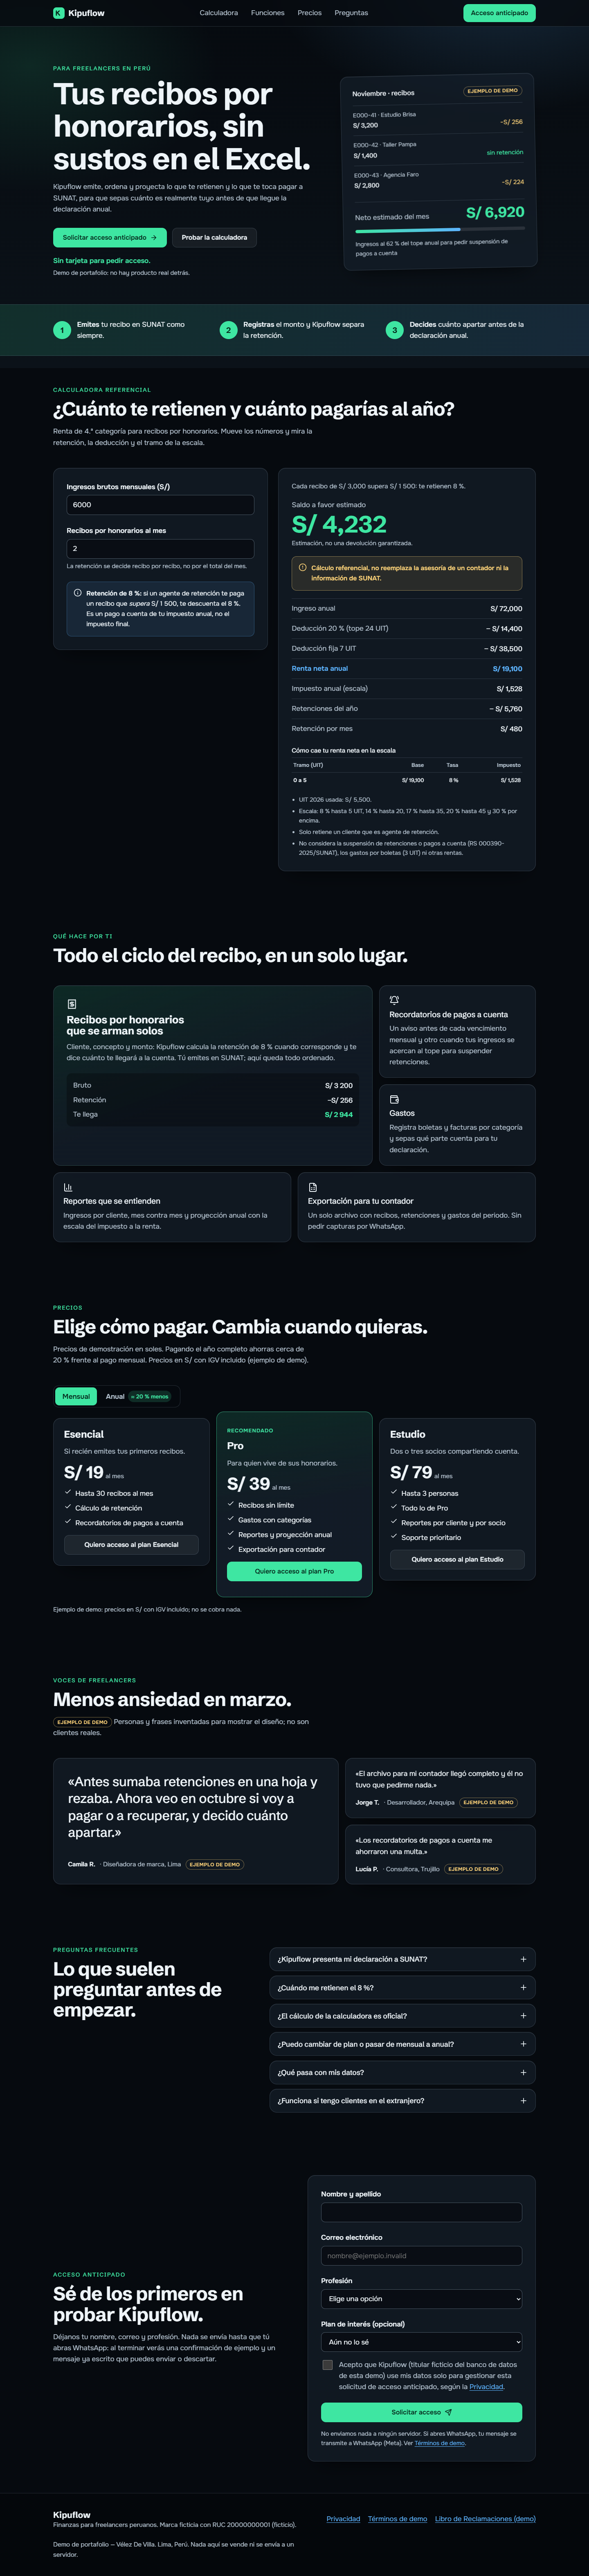 Kipuflow
Calculadora
Funciones
Precios
Preguntas
Acceso anticipado
PARA FREELANCERS EN PERÚ
Tus recibos por
honorarios, sin
sustos en el Excel.
Kipuflow emite, ordena y proyecta lo que te retienen y lo que te toca pagar a
SUNAT, para que sepas cuánto es realmente tuyo antes de que llegue la
declaración anual.
Solicitar acceso anticipado
Probar la calculadora
Sin tarjeta para pedir acceso.
Demo de portafolio: no hay producto real detrás.
Noviembre · recibos
EJEMPLO DE DEMO
E000-41 · Estudio Brisa
S/ 3,200
−S/ 256
E000-42 · Taller Pampa
S/ 1,400
sin retención
E000-43 · Agencia Faro
S/ 2,800
−S/ 224
Neto estimado del mes
S/ 6,920
Ingresos al 62 % del tope anual para pedir suspensión de
pagos a cuenta
1
Emites tu recibo en SUNAT como
siempre.
2
Registras el monto y Kipuflow separa
la retención.
3
Decides cuánto apartar antes de la
declaración anual.
CALCULADORA REFERENCIAL
¿Cuánto te retienen y cuánto pagarías al año?
Renta de 4.ª categoría para recibos por honorarios. Mueve los números y mira la
retención, la deducción y el tramo de la escala.
Ingresos brutos mensuales (S/)
6000
Recibos por honorarios al mes
2
La retención se decide recibo por recibo, no por el total del mes.
Retención de 8 %: si un agente de retención te paga
un recibo que supera S/ 1 500, te descuenta el 8 %.
Es un pago a cuenta de tu impuesto anual, no el
impuesto final.
Cada recibo de S/ 3,000 supera S/ 1 500: te retienen 8 %.
Saldo a favor estimado
S/ 4,232
Estimación, no una devolución garantizada.
Cálculo referencial, no reemplaza la asesoría de un contador ni la
información de SUNAT.
Ingreso anual
S/ 72,000
Deducción 20 % (tope 24 UIT)
− S/ 14,400
Deducción fija 7 UIT
− S/ 38,500
Renta neta anual
S/ 19,100
Impuesto anual (escala)
S/ 1,528
Retenciones del año
− S/ 5,760
Retención por mes
S/ 480
Cómo cae tu renta neta en la escala
Tramo (UIT)
Base
Tasa
Impuesto
0 a 5
S/ 19,100
8 %
S/ 1,528
• UIT 2026 usada: S/ 5,500.
• Escala: 8 % hasta 5 UIT, 14 % hasta 20, 17 % hasta 35, 20 % hasta 45 y 30 % por
encima.
• Solo retiene un cliente que es agente de retención.
• No considera la suspensión de retenciones o pagos a cuenta (RS 000390-
2025/SUNAT), los gastos por boletas (3 UIT) ni otras rentas.
QUÉ HACE POR TI
Todo el ciclo del recibo, en un solo lugar.
Recibos por honorarios
que se arman solos
Cliente, concepto y monto: Kipuflow calcula la retención de 8 % cuando corresponde y te
dice cuánto te llegará a la cuenta. Tú emites en SUNAT; aquí queda todo ordenado.
Bruto
S/ 3 200
Retención
−S/ 256
Te llega
S/ 2 944
Recordatorios de pagos a cuenta
Un aviso antes de cada vencimiento
mensual y otro cuando tus ingresos se
acercan al tope para suspender
retenciones.
Gastos
Registra boletas y facturas por categoría
y sepas qué parte cuenta para tu
declaración.
Reportes que se entienden
Ingresos por cliente, mes contra mes y proyección anual con la
escala del impuesto a la renta.
Exportación para tu contador
Un solo archivo con recibos, retenciones y gastos del periodo. Sin
pedir capturas por WhatsApp.
PRECIOS
Elige cómo pagar. Cambia cuando quieras.
Precios de demostración en soles. Pagando el año completo ahorras cerca de
20 % frente al pago mensual. Precios en S/ con IGV incluido (ejemplo de demo).
Mensual
Anual
≈ 20 % menos
Esencial
Si recién emites tus primeros recibos.
S/ 19 al mes
Hasta 30 recibos al mes
Cálculo de retención
Recordatorios de pagos a cuenta
Quiero acceso al plan Esencial
RECOMENDADO
Pro
Para quien vive de sus honorarios.
S/ 39 al mes
Recibos sin límite
Gastos con categorías
Reportes y proyección anual
Exportación para contador
Quiero acceso al plan Pro
Estudio
Dos o tres socios compartiendo cuenta.
S/ 79 al mes
Hasta 3 personas
Todo lo de Pro
Reportes por cliente y por socio
Soporte prioritario
Quiero acceso al plan Estudio
Ejemplo de demo: precios en S/ con IGV incluido; no se cobra nada.
VOCES DE FREELANCERS
Menos ansiedad en marzo.
EJEMPLO DE DEMO Personas y frases inventadas para mostrar el diseño; no son
clientes reales.
«Antes sumaba retenciones en una hoja y
rezaba. Ahora veo en octubre si voy a
pagar o a recuperar, y decido cuánto
apartar.»
Camila R. · Diseñadora de marca, Lima EJEMPLO DE DEMO
«El archivo para mi contador llegó completo y él no
tuvo que pedirme nada.»
Jorge T. · Desarrollador, Arequipa EJEMPLO DE DEMO
«Los recordatorios de pagos a cuenta me
ahorraron una multa.»
Lucía P. · Consultora, Trujillo EJEMPLO DE DEMO
PREGUNTAS FRECUENTES
Lo que suelen
preguntar antes de
empezar.
¿Kipuflow presenta mi declaración a SUNAT?
¿Cuándo me retienen el 8 %?
¿El cálculo de la calculadora es oficial?
¿Puedo cambiar de plan o pasar de mensual a anual?
¿Qué pasa con mis datos?
¿Funciona si tengo clientes en el extranjero?
ACCESO ANTICIPADO
Sé de los primeros en
probar Kipuflow.
Déjanos tu nombre, correo y profesión. Nada se envía hasta que tú
abras WhatsApp: al terminar verás una confirmación de ejemplo y un
mensaje ya escrito que puedes enviar o descartar.
Nombre y apellido
Correo electrónico
nombre@ejemplo.invalid
Profesión
Elige una opción
Plan de interés (opcional)
Aún no lo sé
Acepto que Kipuflow (titular ficticio del banco de datos
de esta demo) use mis datos solo para gestionar esta
solicitud de acceso anticipado, según la Privacidad.
Solicitar acceso
No enviamos nada a ningún servidor. Si abres WhatsApp, tu mensaje se
transmite a WhatsApp (Meta). Ver Términos de demo.
Kipuflow
Finanzas para freelancers peruanos. Marca ficticia con RUC 20000000001 (ficticio).
Demo de portafolio — Vélez De Villa. Lima, Perú. Nada aquí se vende ni se envía a un
servidor.
Privacidad
Términos de demo
Libro de Reclamaciones (demo)